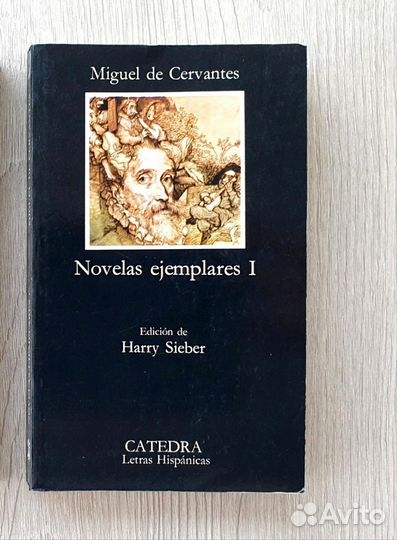 Miguel de Cervantes
Novelas ejemplares I
Edición de
Harry Sieber
CATEDRA
Letras Hispánicas
Avito